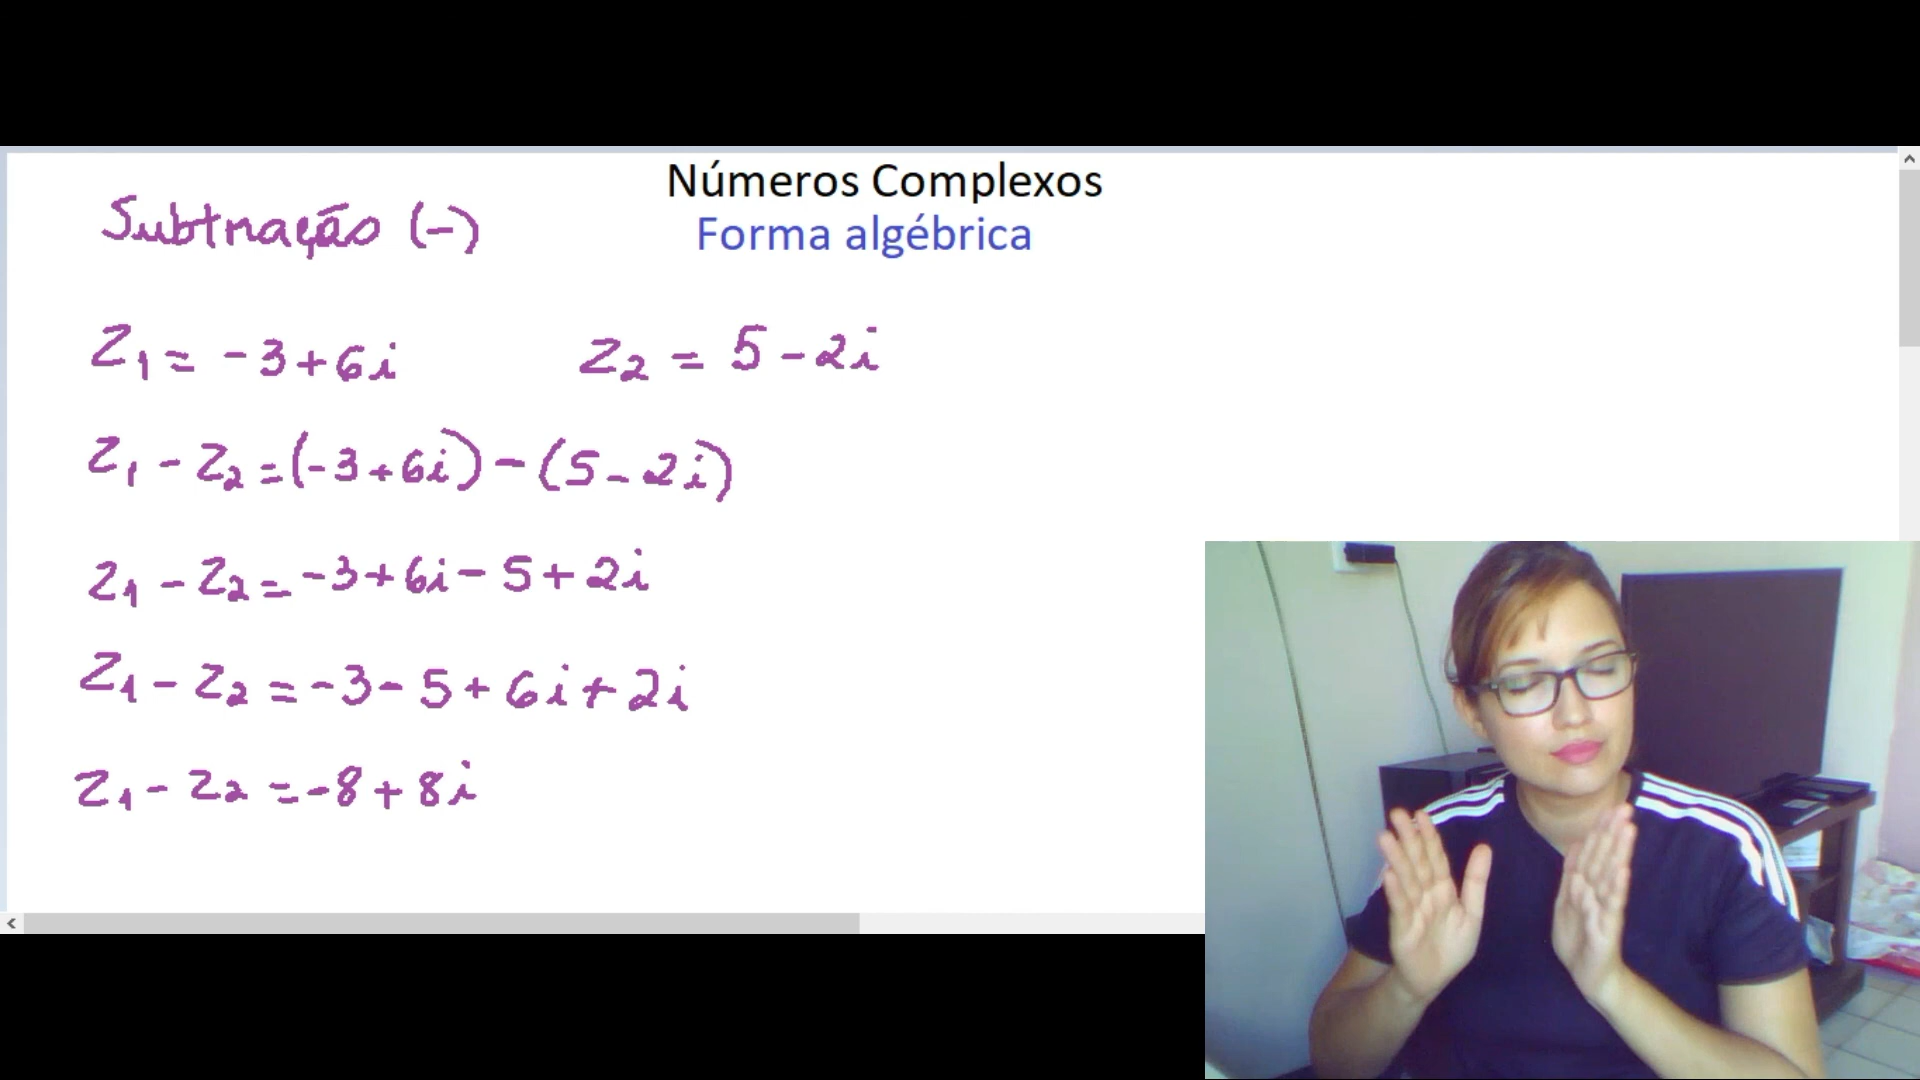 Números Complexos
Forma algébrica
Subtração (-)
Z₁ = -3+6i Z₂ = 5-2i
Z₁ - Z₂ = (-3+6i) - (5-2i)
Z₁ - Z₂ = -3+6i - 5+2i
Z₁ - Z₂ = -3- 5+ 6i + 2i
Z₁ - Z₂ = -8+8i